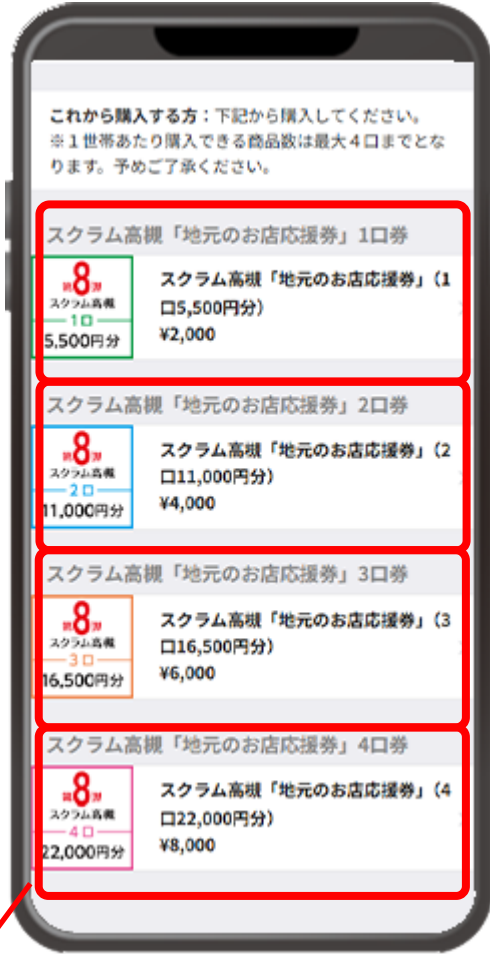 これから購入する方：下記から購入してください。
※１世帯あたり購入できる商品数は最大４口までとな
ります。予めご了承ください。
スクラム高槻「地元のお店応援券」1口券
第8弾
スクラム高槻
1口
5,500円分
スクラム高槻「地元のお店応援券」（1
口5,500円分）
¥2,000
スクラム高槻「地元のお店応援券」2口券
第8弾
スクラム高槻
2口
11,000円分
スクラム高槻「地元のお店応援券」（2
口11,000円分）
¥4,000
スクラム高槻「地元のお店応援券」3口券
第8弾
スクラム高槻
3口
16,500円分
スクラム高槻「地元のお店応援券」（3
口16,500円分）
¥6,000
スクラム高槻「地元のお店応援券」4口券
第8弾
スクラム高槻
4口
22,000円分
スクラム高槻「地元のお店応援券」（4
口22,000円分）
¥8,000